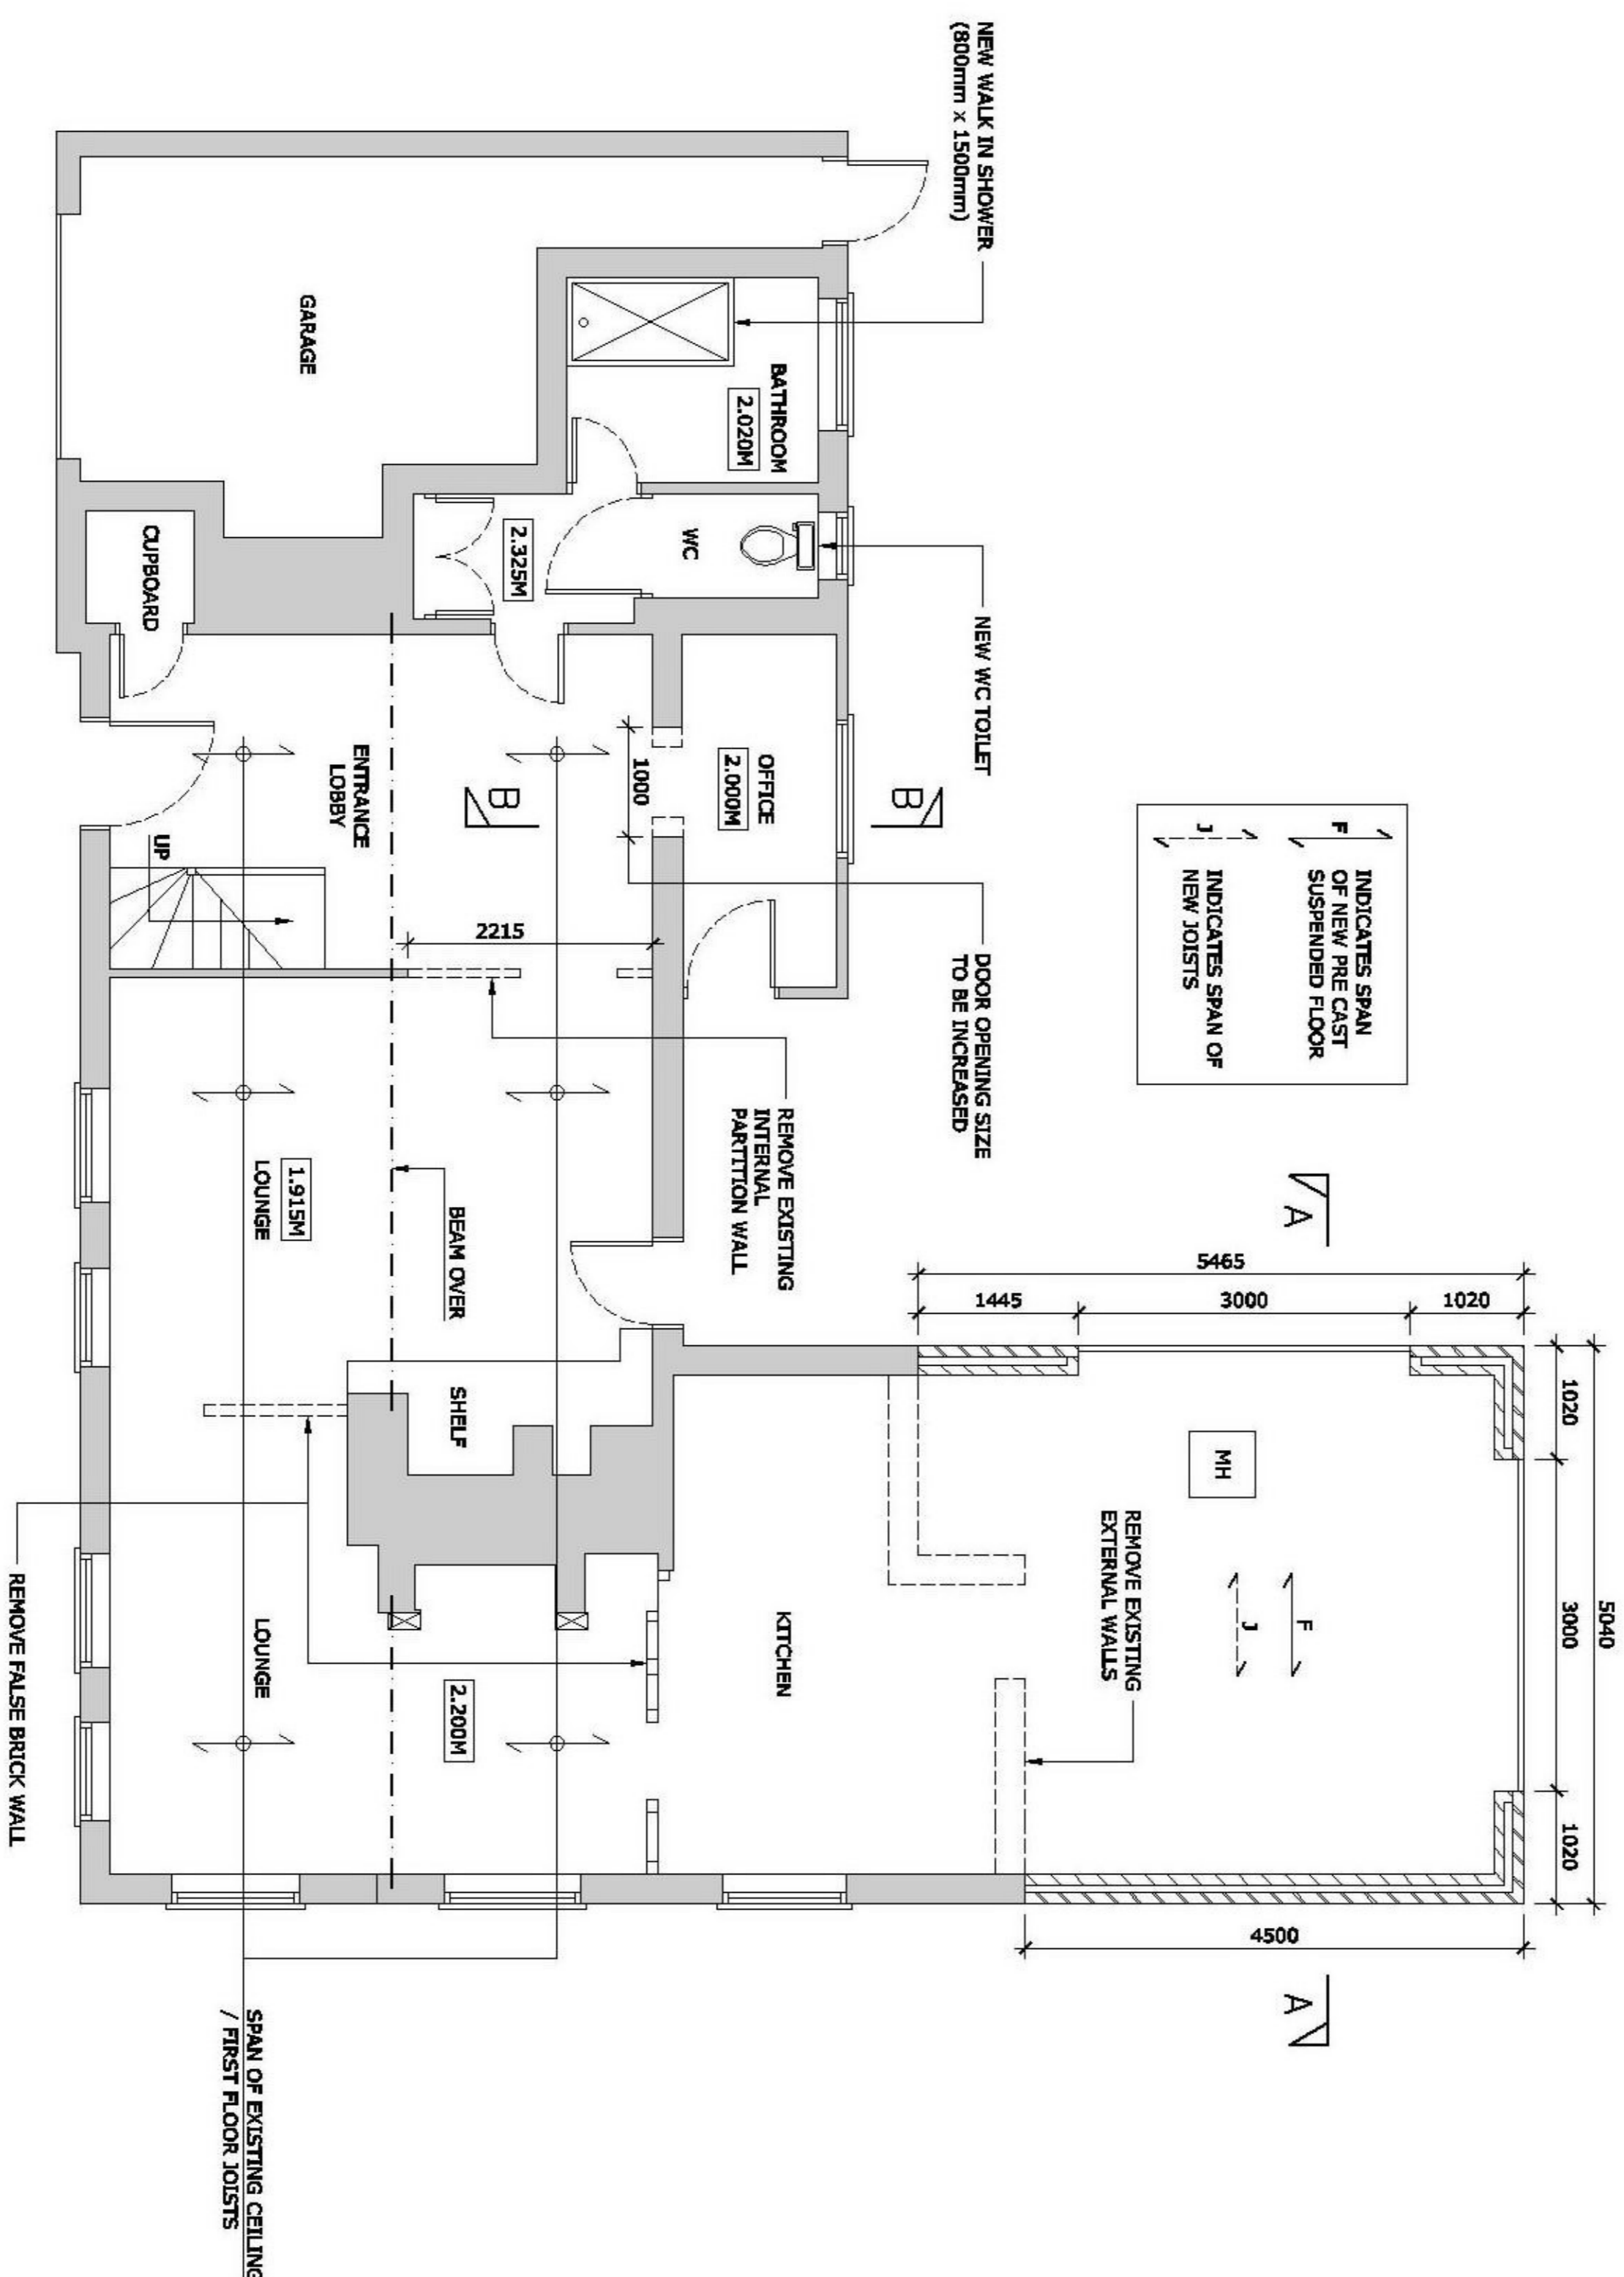 NEW WALK IN SHOWER
(800mm x 1500mm)
NEW WC TOILET
DOOR OPENING SIZE
TO BE INCREASED
F
INDICATES SPAN
OF NEW PRE CAST
SUSPENDED FLOOR
J
INDICATES SPAN OF
NEW JOISTS
A
A
B
B
5040
1020
3000
1020
5465
1445
3000
1020
4500
MH
F
J
REMOVE EXISTING
EXTERNAL WALLS
KITCHEN
BATHROOM
2.020M
WC
2.325M
OFFICE
2.000M
1000
REMOVE EXISTING
INTERNAL
PARTITION WALL
2215
GARAGE
CUPBOARD
ENTRANCE
LOBBY
UP
BEAM OVER
SHELF
1.915M
LOUNGE
2.200M
LOUNGE
REMOVE FALSE BRICK WALL
SPAN OF EXISTING CEILING
/ FIRST FLOOR JOISTS